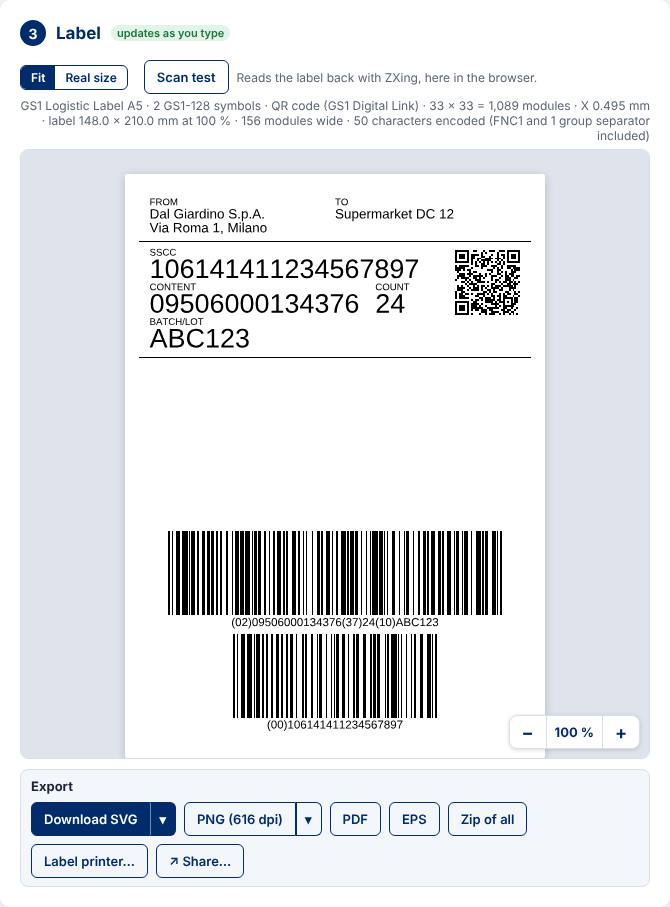 3 Label updates as you type
Fit Real size Scan test Reads the label back with ZXing, here in the browser.
GS1 Logistic Label A5 · 2 GS1-128 symbols · QR code (GS1 Digital Link) · 33 × 33 = 1,089 modules · X 0.495 mm
· label 148.0 × 210.0 mm at 100 % · 156 modules wide · 50 characters encoded (FNC1 and 1 group separator
included)
FROM TO
Dal Giardino S.p.A. Supermarket DC 12
Via Roma 1, Milano
SSCC
106141411234567897
CONTENT COUNT
09506000134376 24
BATCH/LOT
ABC123
(02)09506000134376(37)24(10)ABC123
(00)106141411234567897
− 100 % +
Export
Download SVG ▾ PNG (616 dpi) ▾ PDF EPS Zip of all
Label printer... ↗ Share...